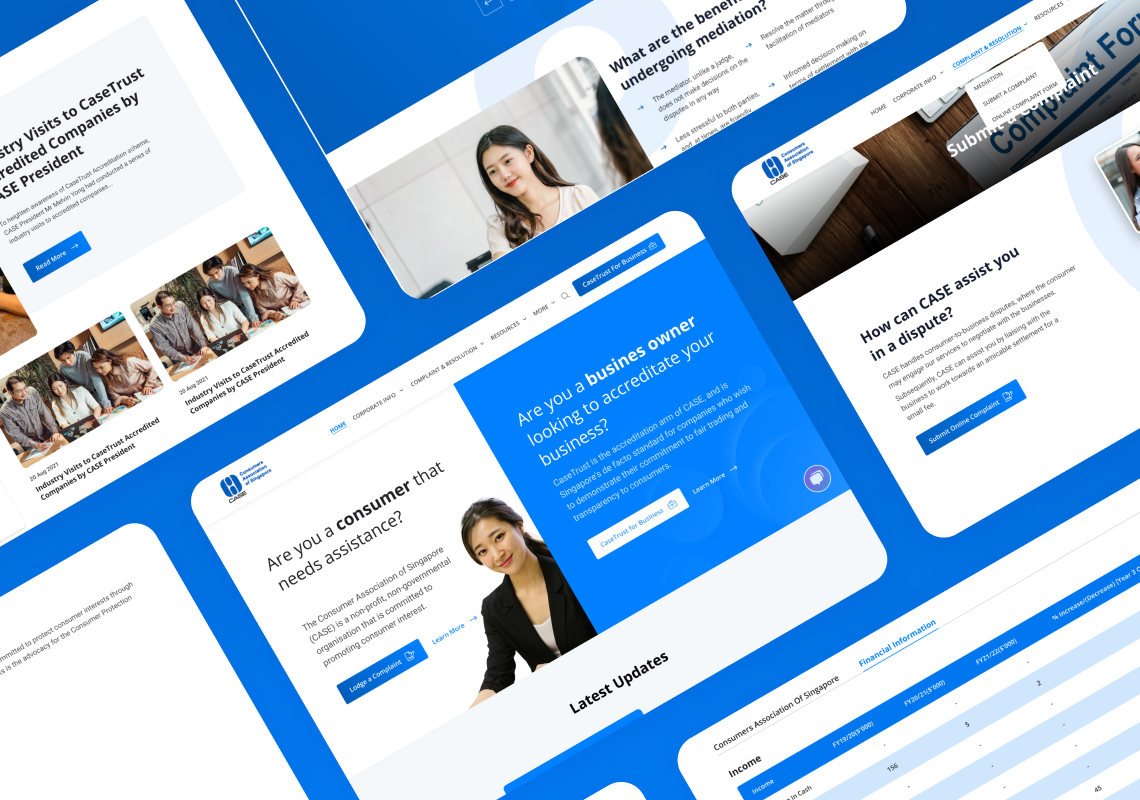 stry Visits to CaseTrust
redited Companies by
ASE President
To heighten awareness of CaseTrust Accreditation scheme,
CASE President Mr Melvin Yong had conducted a series of
industry visits to accredited companies...
Read More
20 Aug 2021
Industry Visits to CaseTrust Accredited
Companies by CASE President
20 Aug 2021
Industry Visits to CaseTrust Accredited
Companies by CASE President
What are the benefi
undergoing mediation?
The mediator, unlike a judge,
does not make decisions on the
disputes in any way
Less stressful to both parties,
and, at times, are friendly
Resolve the matter throu
facilitation of mediators
Infromed decision making on
terms of settlement with the
HOME
CORPORATE INFO
COMPLAINT & RESOLUTION
RESOURCES
MEDIATION
SUBMIT A COMPLAINT
ONLINE COMPLAINT FORM
Consumers
Association
of Singapore
CASE
Complaint For
How can CASE assist you
in a dispute?
CASE handles consumer-to-business disputes, where the consumer
may engage our services to negotiate with the businesses.
Subsequently, CASE can assist you by liaising with the
business to work towards an amicable settlement for a
small fee.
Submit Online Complaint
Consumers
Association
of Singapore
CASE
HOME
CORPORATE INFO
COMPLAINT & RESOLUTION
RESOURCES
MORE
CaseTrust For Business
Are you a consumer that
needs assistance?
The Consumer Association of Singapore
(CASE) is a non-profit, non-governmental
organisation that is committed to
promoting consumer interest.
Lodge a Complaint
Learn More
Are you a busines owner
looking to accreditate your
business?
CaseTrust is the accreditation arm of CASE, and is
Singapore's de facto standard for companies who wish
to demonstrate their commitment to fair trading and
transparency to consumers.
CaseTrust for Business
Learn More
Latest Updates
mmitted to protect consumer interests through
s is the advocacy for the Consumer Protection
Consumers Association Of Singapore
Financial Information
Income
Income
FY19/20($'000)
FY20/21($'000)
FY21/22($'000)
% Increase/(Decrease) (Year 3 O
In Cash
156
5
2
45